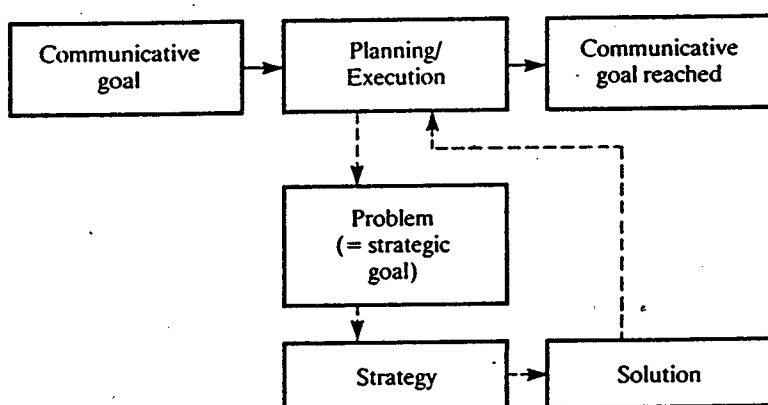 Communicative
goal
Planning/
Execution
Communicative
goal reached
Problem
(= strategic
goal)
Strategy
Solution